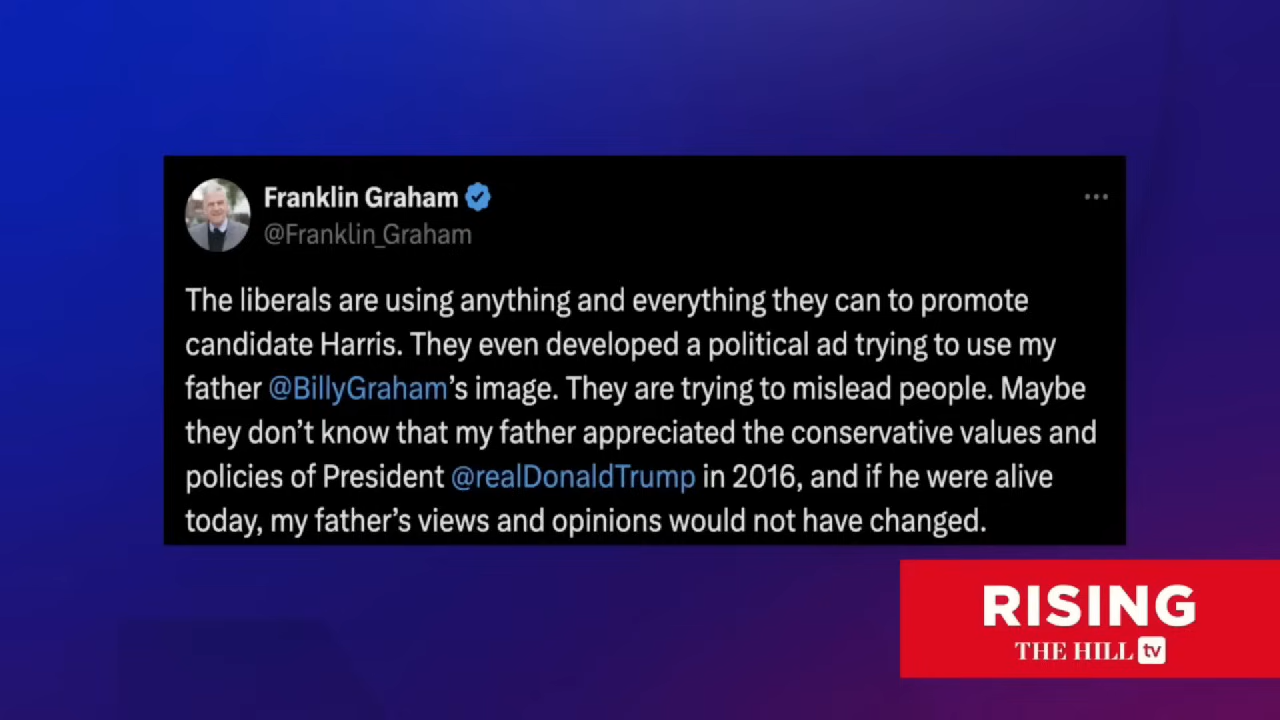 Franklin Graham
@Franklin_Graham
The liberals are using anything and everything they can to promote
candidate Harris. They even developed a political ad trying to use my
father @BillyGraham’s image. They are trying to mislead people. Maybe
they don’t know that my father appreciated the conservative values and
policies of President @realDonaldTrump in 2016, and if he were alive
today, my father’s views and opinions would not have changed.
RISING
THE HILL tv